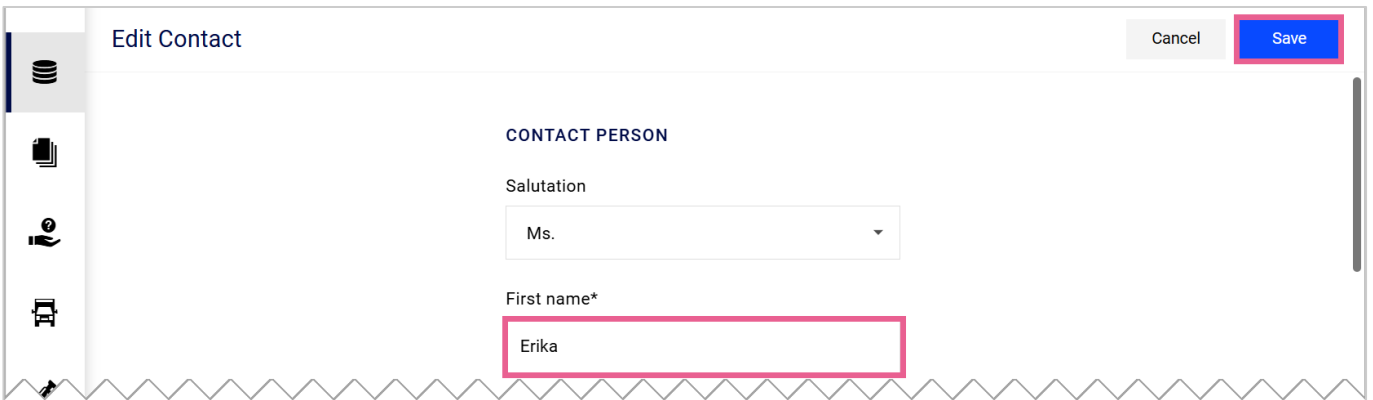 Edit Contact
Cancel
Save
CONTACT PERSON
Salutation
Ms.
First name*
Erika